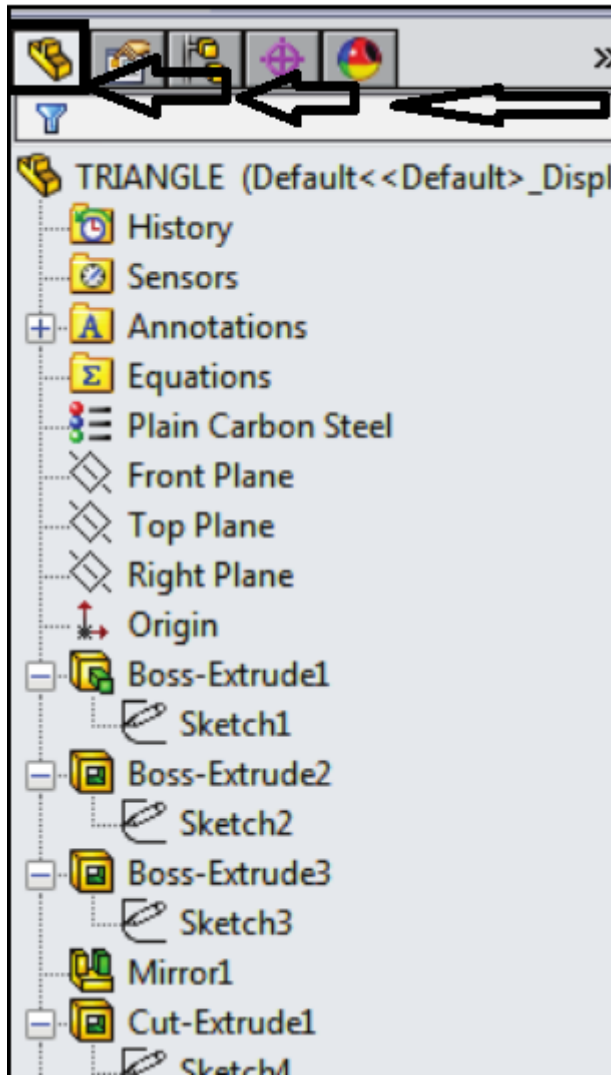 »
TRIANGLE (Default<<Default>_Displ
History
Sensors
A Annotations
Σ Equations
Plain Carbon Steel
Front Plane
Top Plane
Right Plane
Origin
Boss-Extrude1
Sketch1
Boss-Extrude2
Sketch2
Boss-Extrude3
Sketch3
Mirror1
Cut-Extrude1
Sketch4